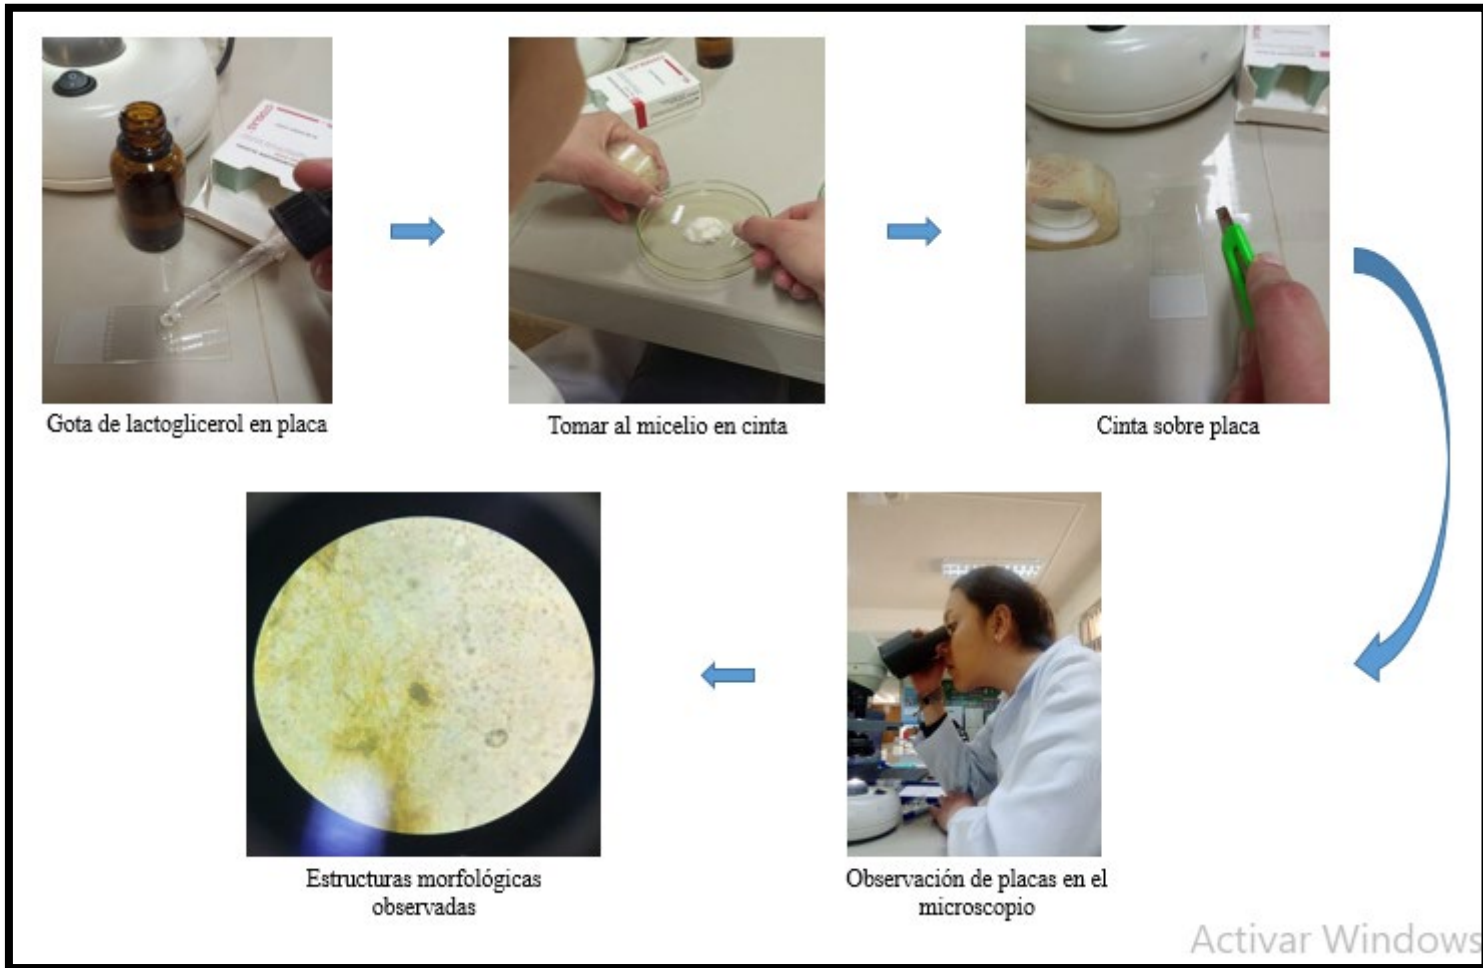 Gota de lactoglicerol en placa
Tomar al micelio en cinta
Cinta sobre placa
Observación de placas en el
microscopio
Estructuras morfológicas
observadas
Activar Windows